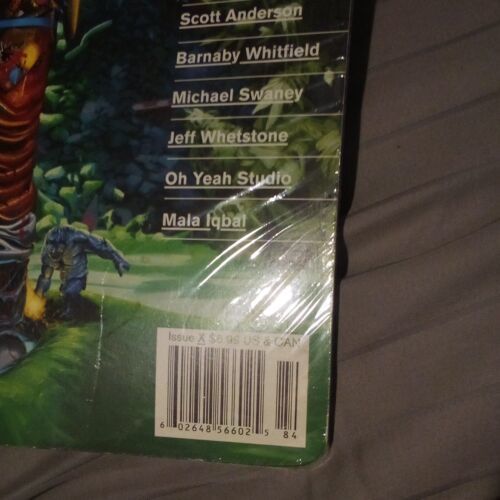 Scott Anderson
Barnaby Whitfield
Michael Swaney
Jeff Whetstone
Oh Yeah Studio
Mala Iqbal
Issue X $6.99 US & CAN
6 02648 56602 5 84